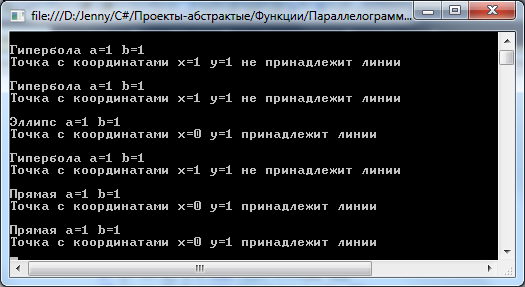 file:///D:/Jenny/C#/Проекты-абстрактые/Функции/Параллелограмм...
Гипербола a=1 b=1
Точка с координатами x=1 y=1 не принадлежит линии
Гипербола a=1 b=1
Точка с координатами x=1 y=1 не принадлежит линии
Эллипс a=1 b=1
Точка с координатами x=0 y=1 принадлежит линии
Гипербола a=1 b=1
Точка с координатами x=1 y=1 не принадлежит линии
Прямая a=1 b=1
Точка с координатами x=0 y=1 принадлежит линии
Прямая a=1 b=1
Точка с координатами x=0 y=1 принадлежит линии